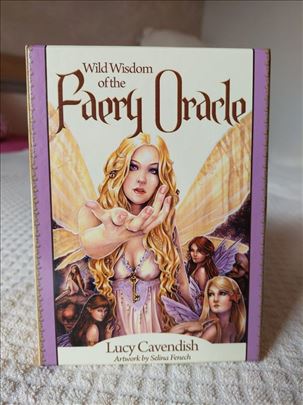 Wild Wisdom
of the
Faery Oracle
Lucy Cavendish
Artwork by Selina Fenech